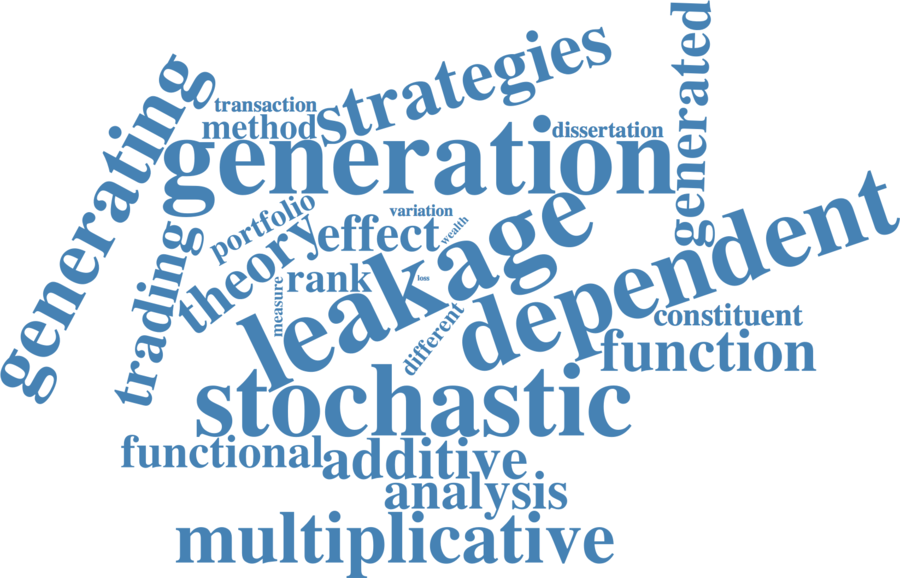 generated
strategies
generating
transaction
method
dissertation
generation
portfolio
variation
theory
effect
wealth
trading
leakage
dependent
rank
loss
measure
different
constituent
function
stochastic
functional
additive
analysis
multiplicative